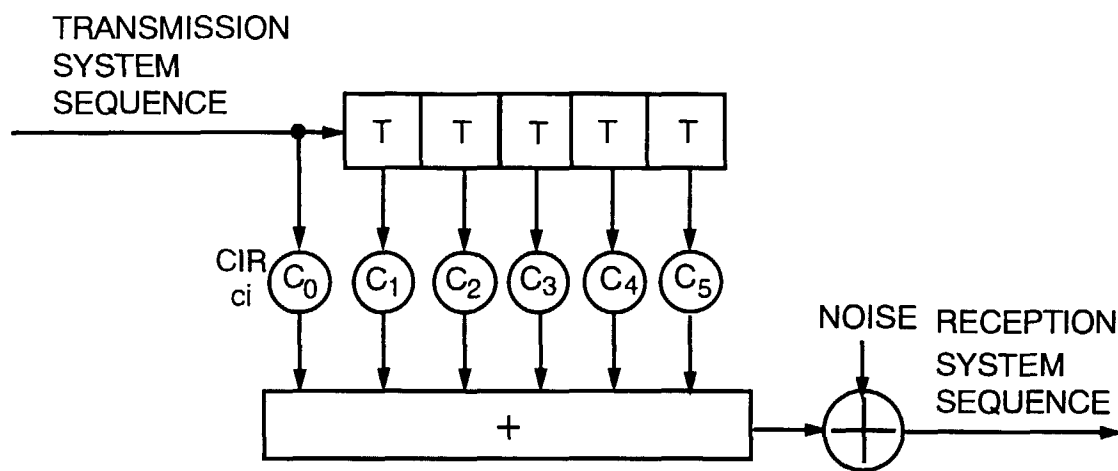 TRANSMISSION
SYSTEM
SEQUENCE
T T T T T
CIR
ci
C0 C1 C2 C3 C4 C5
NOISE
RECEPTION
SYSTEM
SEQUENCE
+